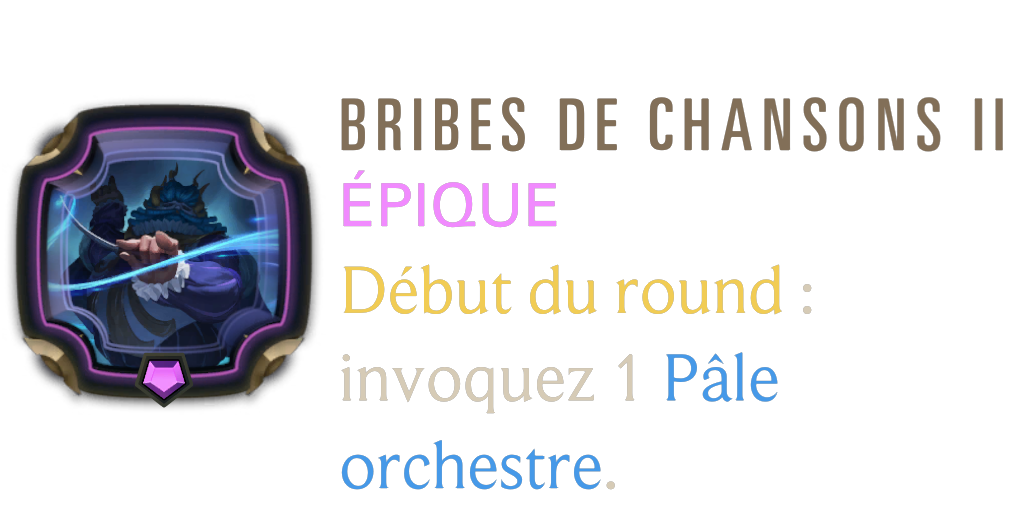 BRIBES DE CHANSONS II
ÉPIQUE
Début du round :
invoquez 1 Pâle
orchestre.